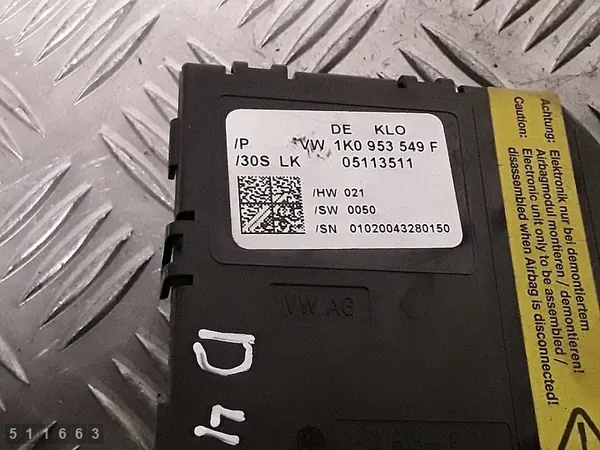 DE KLO
/P VW 1K0 953 549 F
/30S LK 05113511
/HW 021
/SW 0050
/SN 01020043280150
VW AG
D4
Achtung: Elektronik nur bei demontiertem
Airbagmodul montieren / demontieren!
Caution: Electronic unit only to be assembled /
disassembled when Airbag is disconnected!
511663